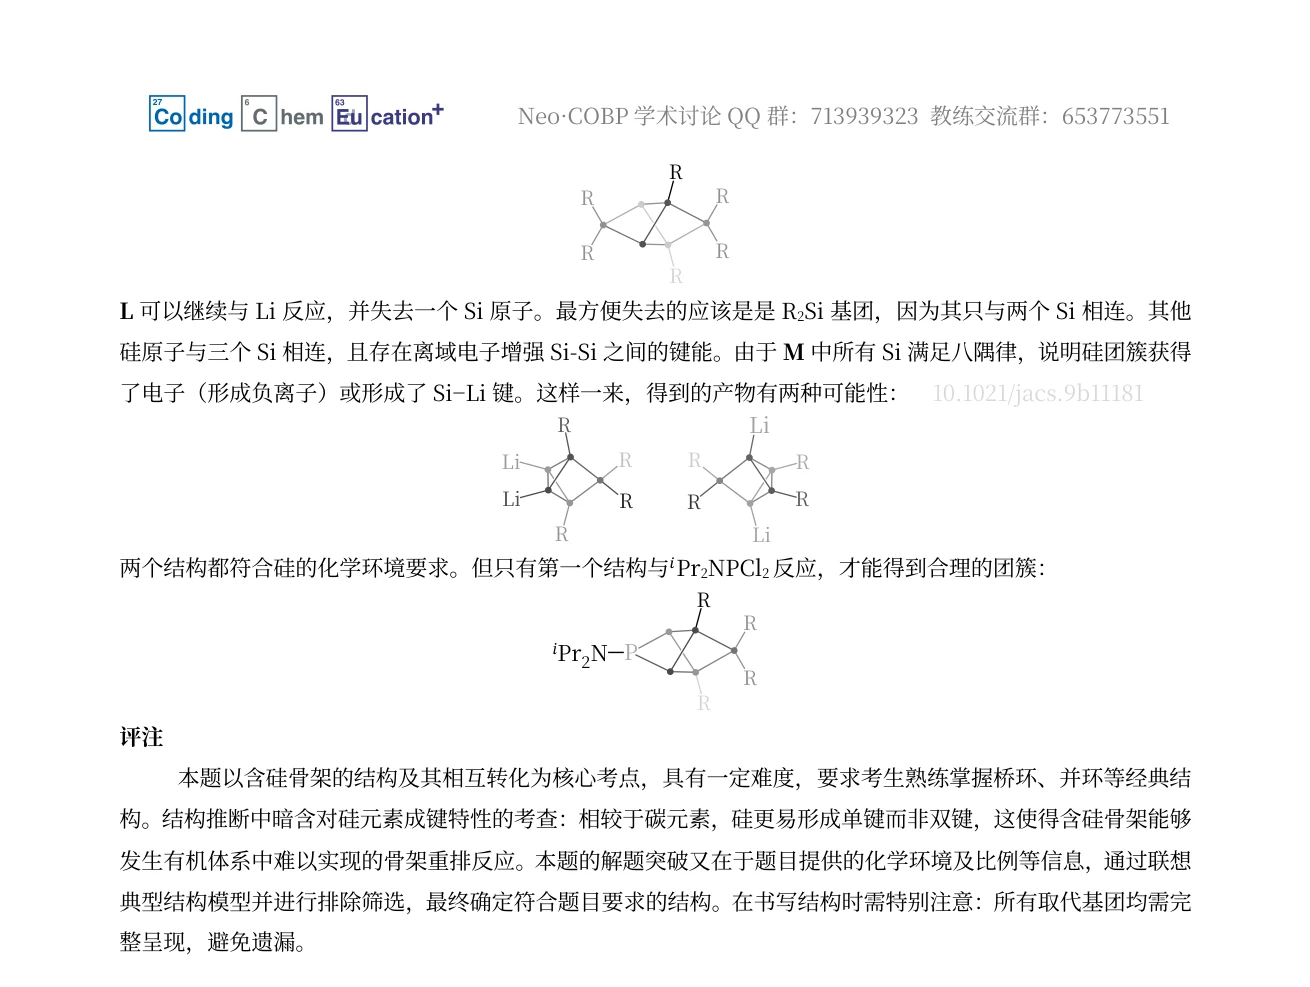 27 6 63
Coding Chem Eucation+ Neo·COBP 学术讨论 QQ 群：713939323 教练交流群：653773551
R
R R
R R
R
L 可以继续与 Li 反应，并失去一个 Si 原子。最方便失去的应该是是 R₂Si 基团，因为其只与两个 Si 相连。其他
硅原子与三个 Si 相连，且存在离域电子增强 Si-Si 之间的键能。由于 M 中所有 Si 满足八隅律，说明硅团簇获得
了电子（形成负离子）或形成了 Si−Li 键。这样一来，得到的产物有两种可能性： 10.1021/jacs.9b11181
R Li
Li R R R
Li R R R
R Li
两个结构都符合硅的化学环境要求。但只有第一个结构与ⁱPr₂NPCl₂反应，才能得到合理的团簇：
R
R
ⁱPr₂N−P
R
R
评注
本题以含硅骨架的结构及其相互转化为核心考点，具有一定难度，要求考生熟练掌握桥环、并环等经典结
构。结构推断中暗含对硅元素成键特性的考查：相较于碳元素，硅更易形成单键而非双键，这使得含硅骨架能够
发生有机体系中难以实现的骨架重排反应。本题的解题突破又在于题目提供的化学环境及比例等信息，通过联想
典型结构模型并进行排除筛选，最终确定符合题目要求的结构。在书写结构时需特别注意：所有取代基团均需完
整呈现，避免遗漏。